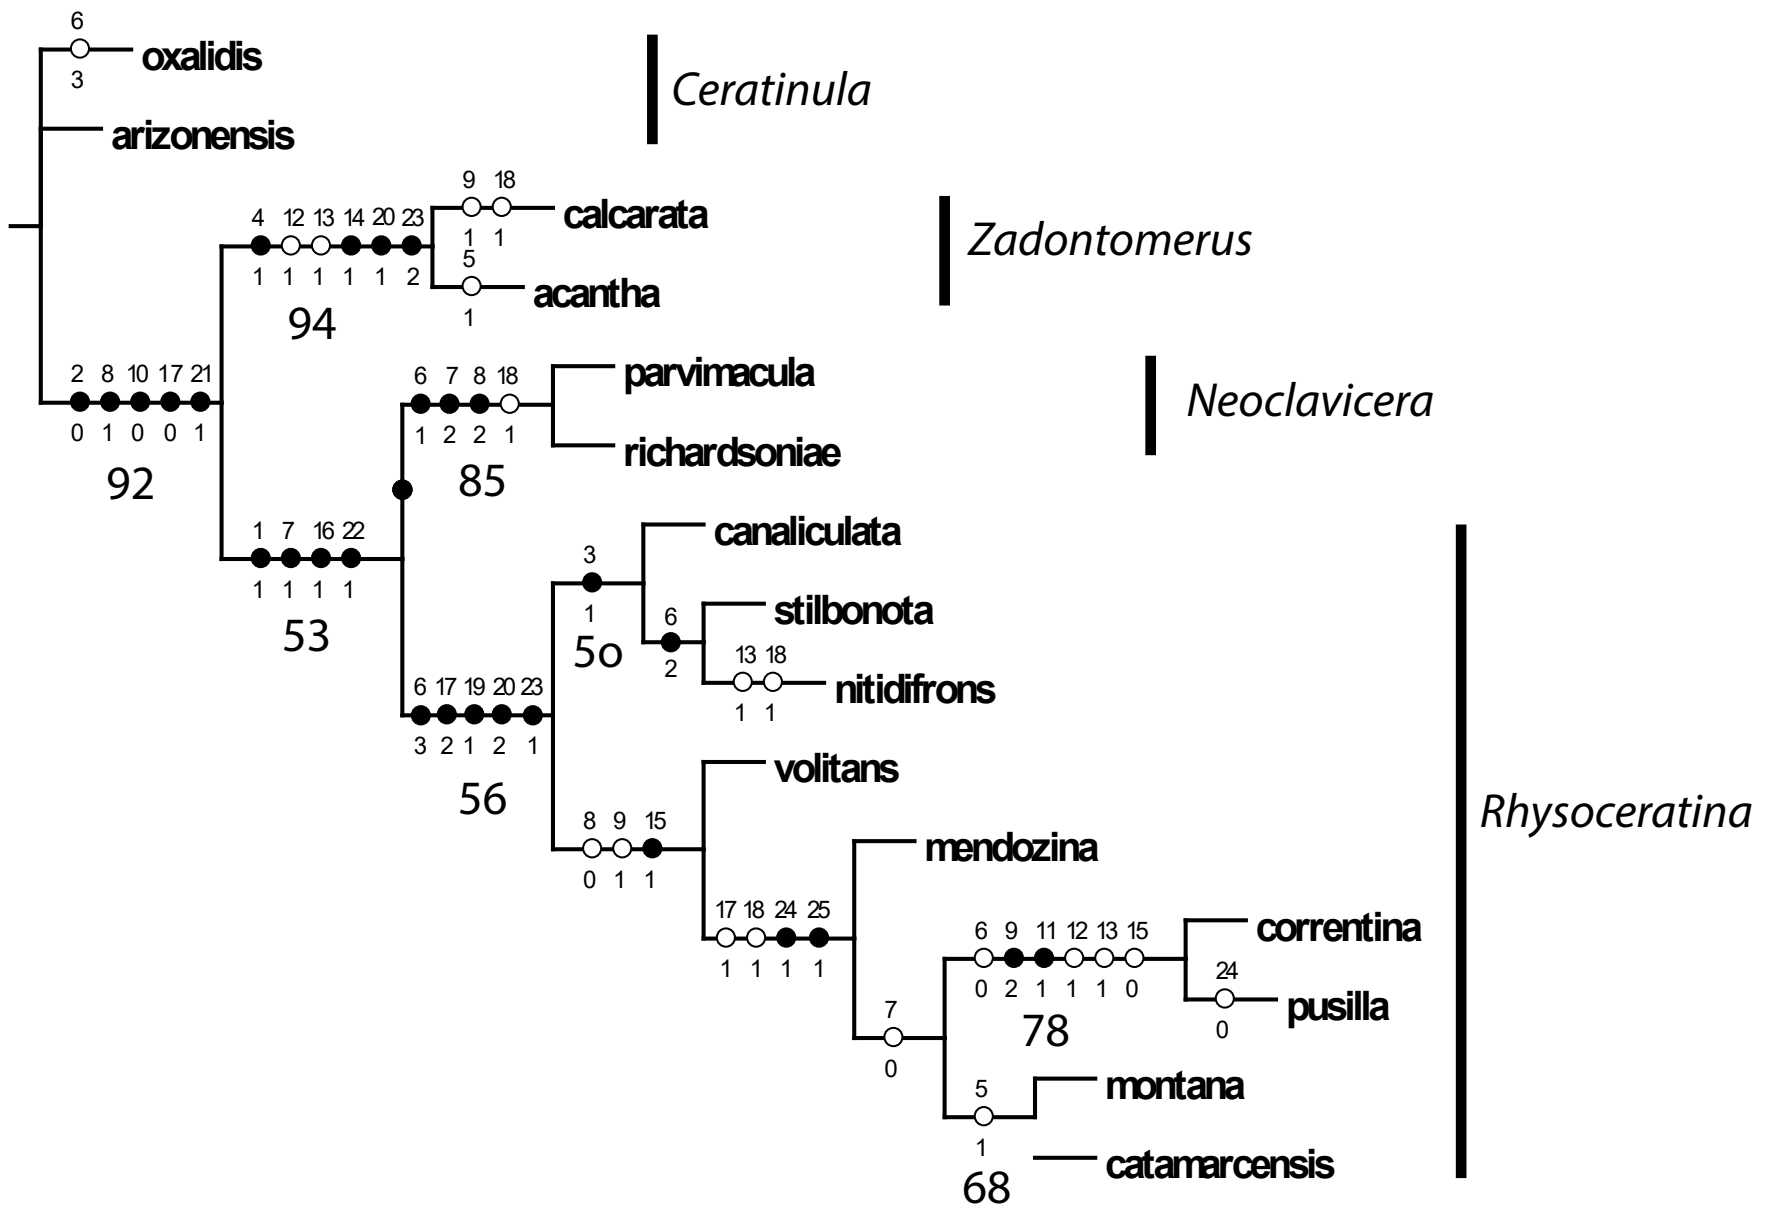 6
oxalidis
3
Ceratinula
arizonensis
9 18
4 12 13 14 20 23
calcarata
1 1
Zadontomerus
5
1 1 1 1 1 2
acantha
94
1
2 8 10 17 21
6 7 8 18
parvimacula
Neoclavicera
0 1 0 0 1
1 2 2 1
richardsoniae
92
85
1 7 16 22
canaliculata
3
1 1 1 1
1
53
5o
6
stilbonota
2
13 18
nitidifrons
1 1
6 17 19 20 23
3 2 1 2 1
56
volitans
8 9 15
Rhysoceratina
0 1 1
mendozina
17 18 24 25
1 1 1 1
6 9 11 12 13 15
correntina
0 2 1 1 1 0
24
78
7
pusilla
0
0
5
montana
1
68
catamarcensis